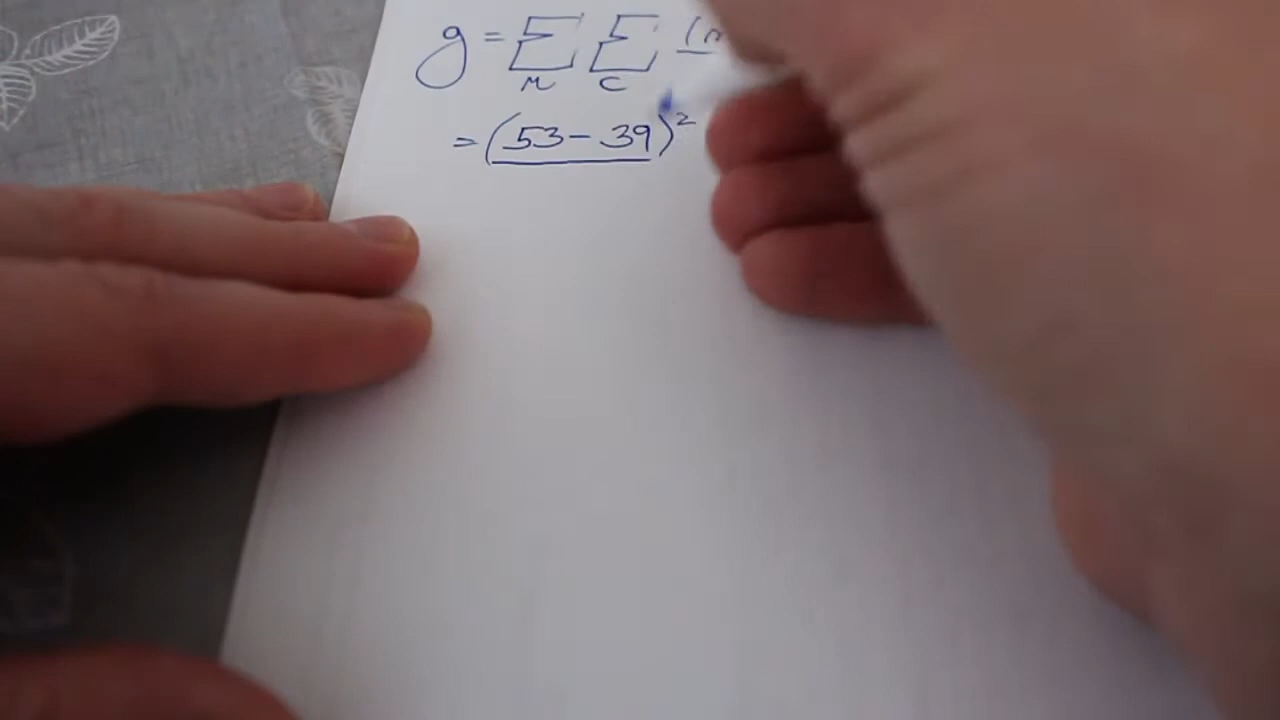 g = Σ Σ (n
M C
= (53 - 39)²